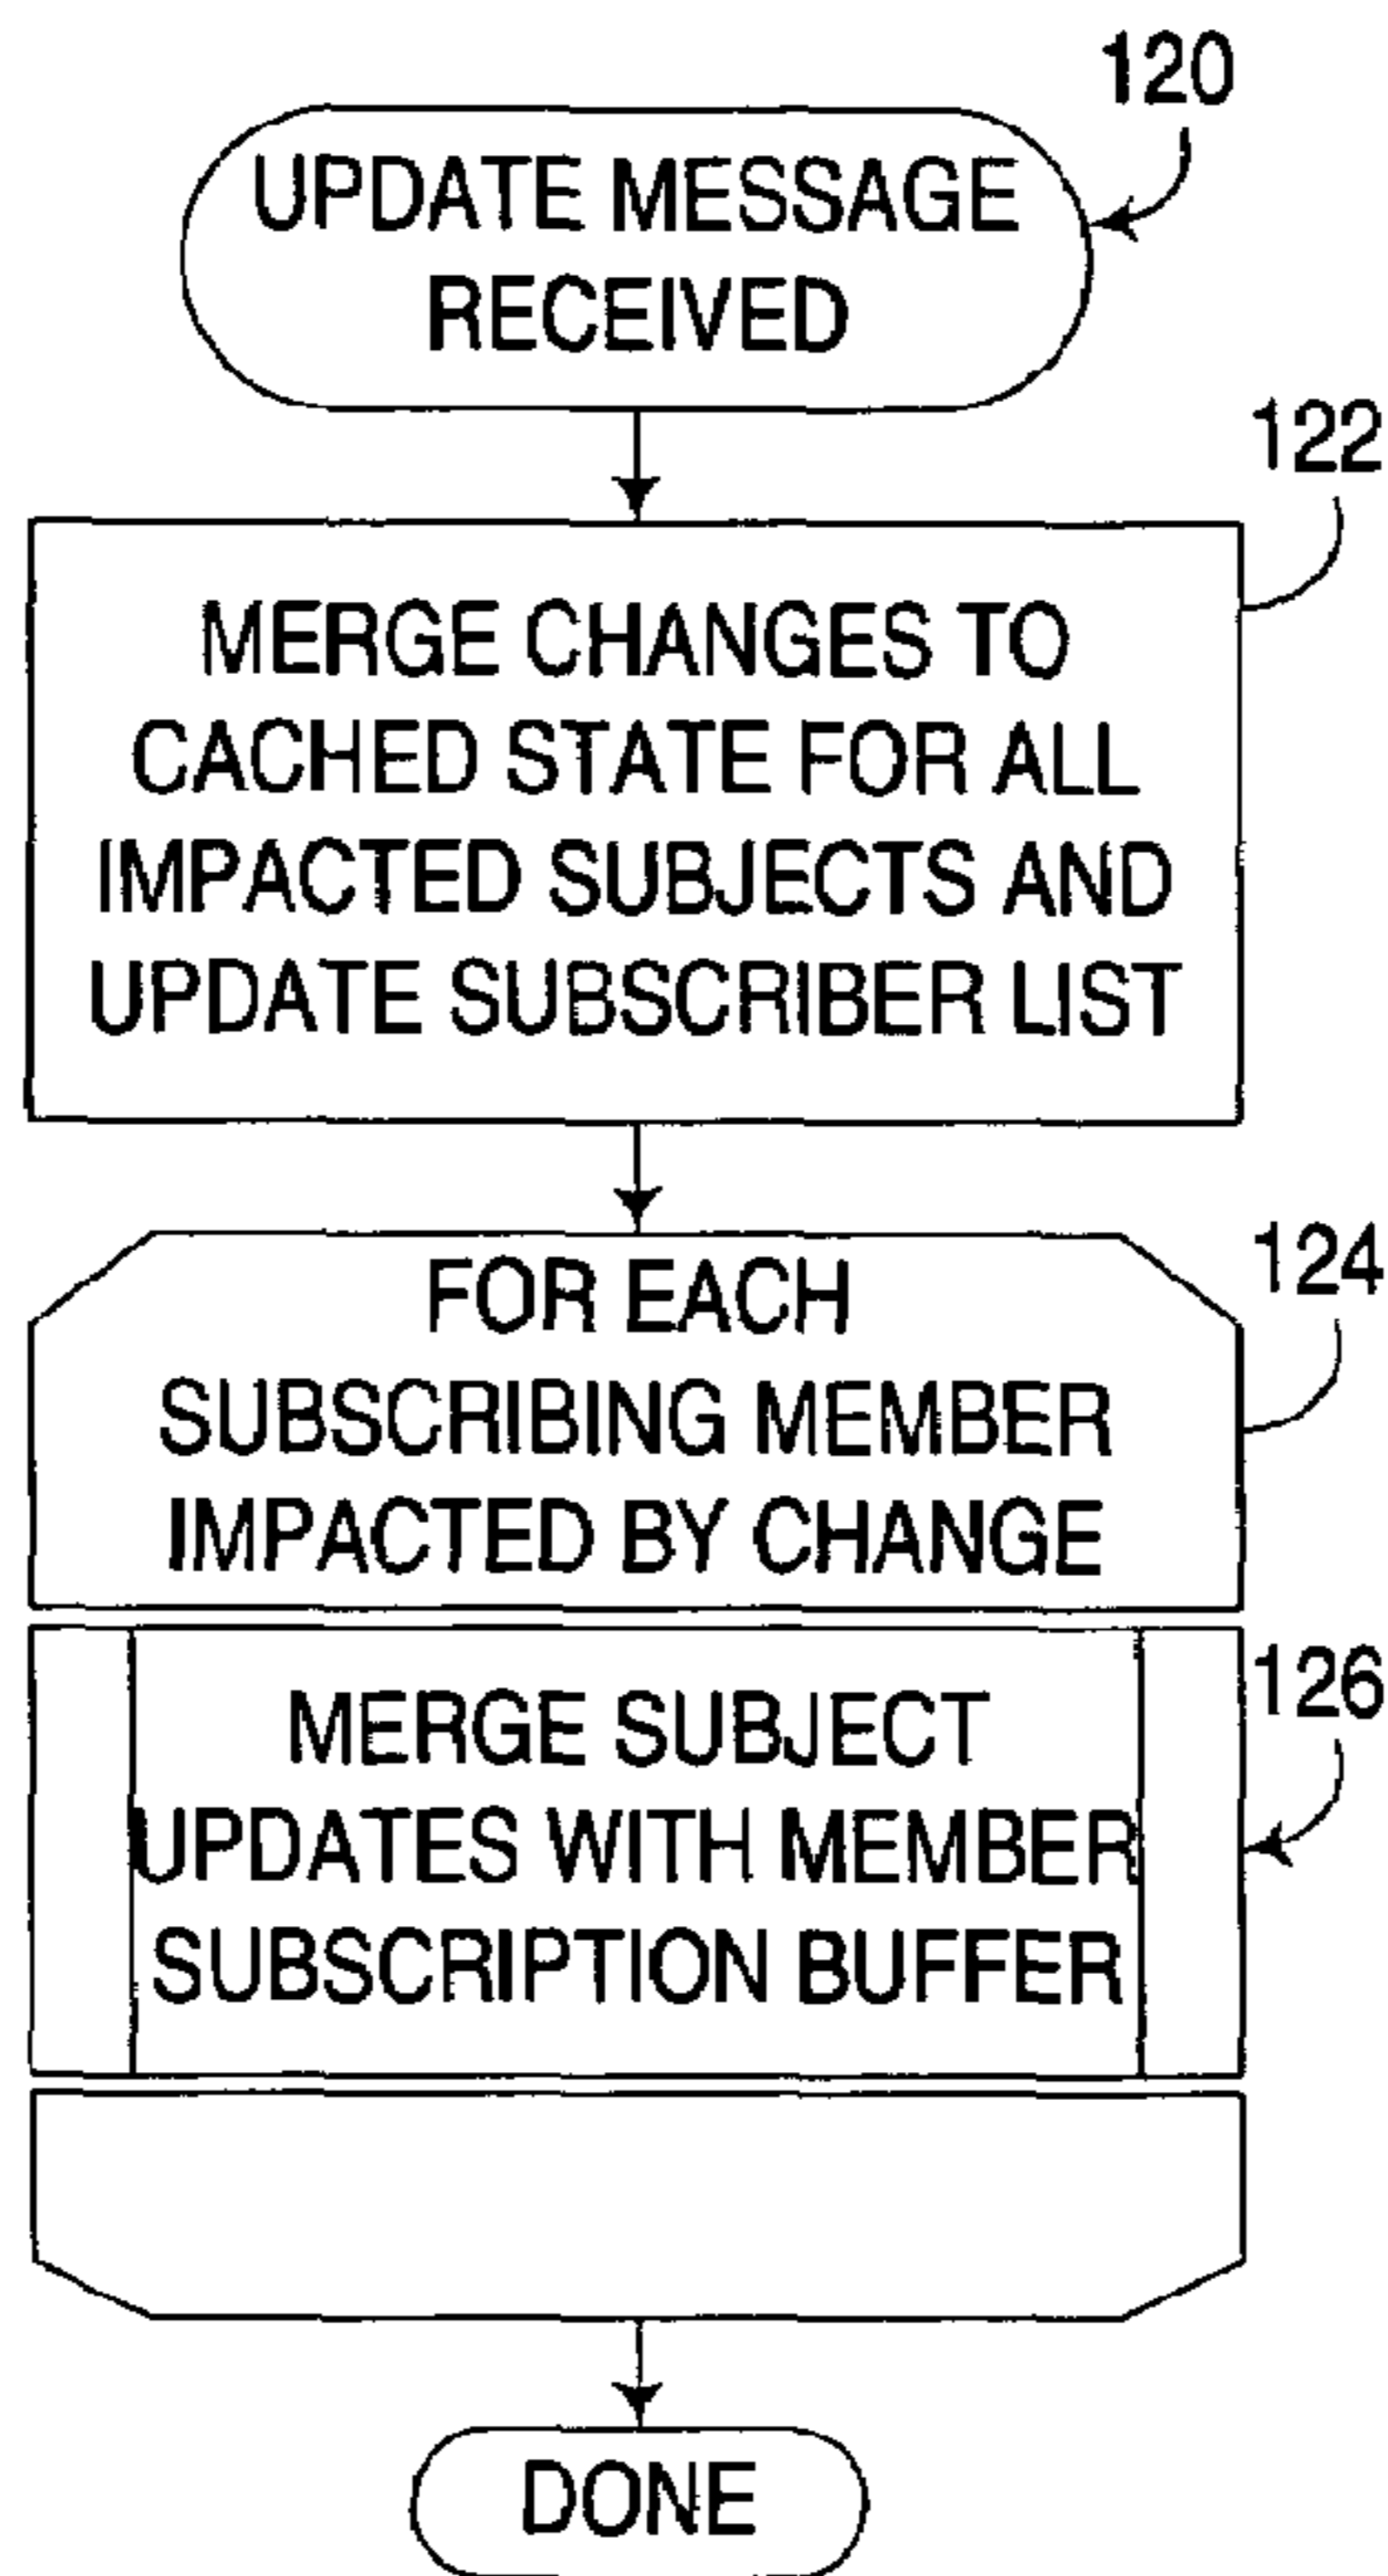 120
UPDATE MESSAGE
RECEIVED
122
MERGE CHANGES TO
CACHED STATE FOR ALL
IMPACTED SUBJECTS AND
UPDATE SUBSCRIBER LIST
124
FOR EACH
SUBSCRIBING MEMBER
IMPACTED BY CHANGE
126
MERGE SUBJECT
UPDATES WITH MEMBER
SUBSCRIPTION BUFFER
DONE